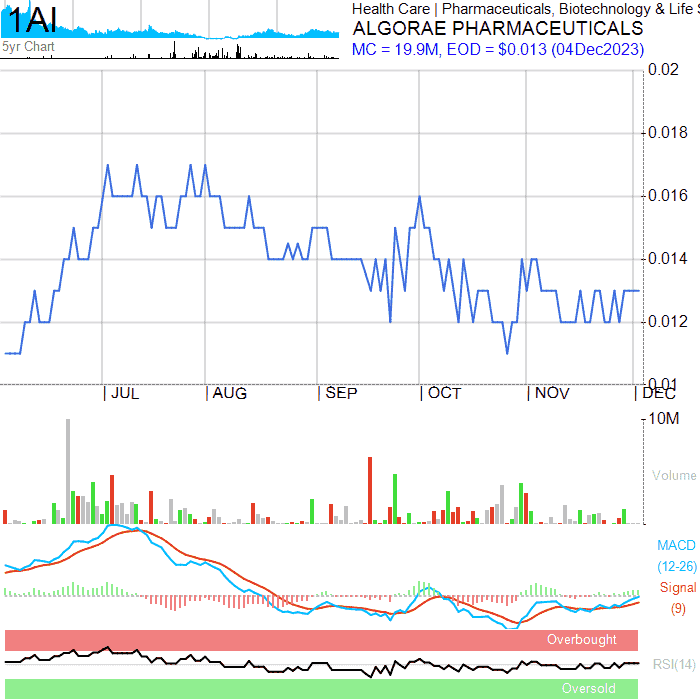 1AI
5yr Chart
Health Care | Pharmaceuticals, Biotechnology & Life S
ALGORAE PHARMACEUTICALS
MC = 19.9M, EOD = $0.013 (04Dec2023)
0.02
0.018
0.016
0.014
0.012
0.01
JUL AUG SEP OCT NOV DEC
10M
Volume
MACD
(12-26)
Signal
(9)
Overbought
RSI(14)
Oversold